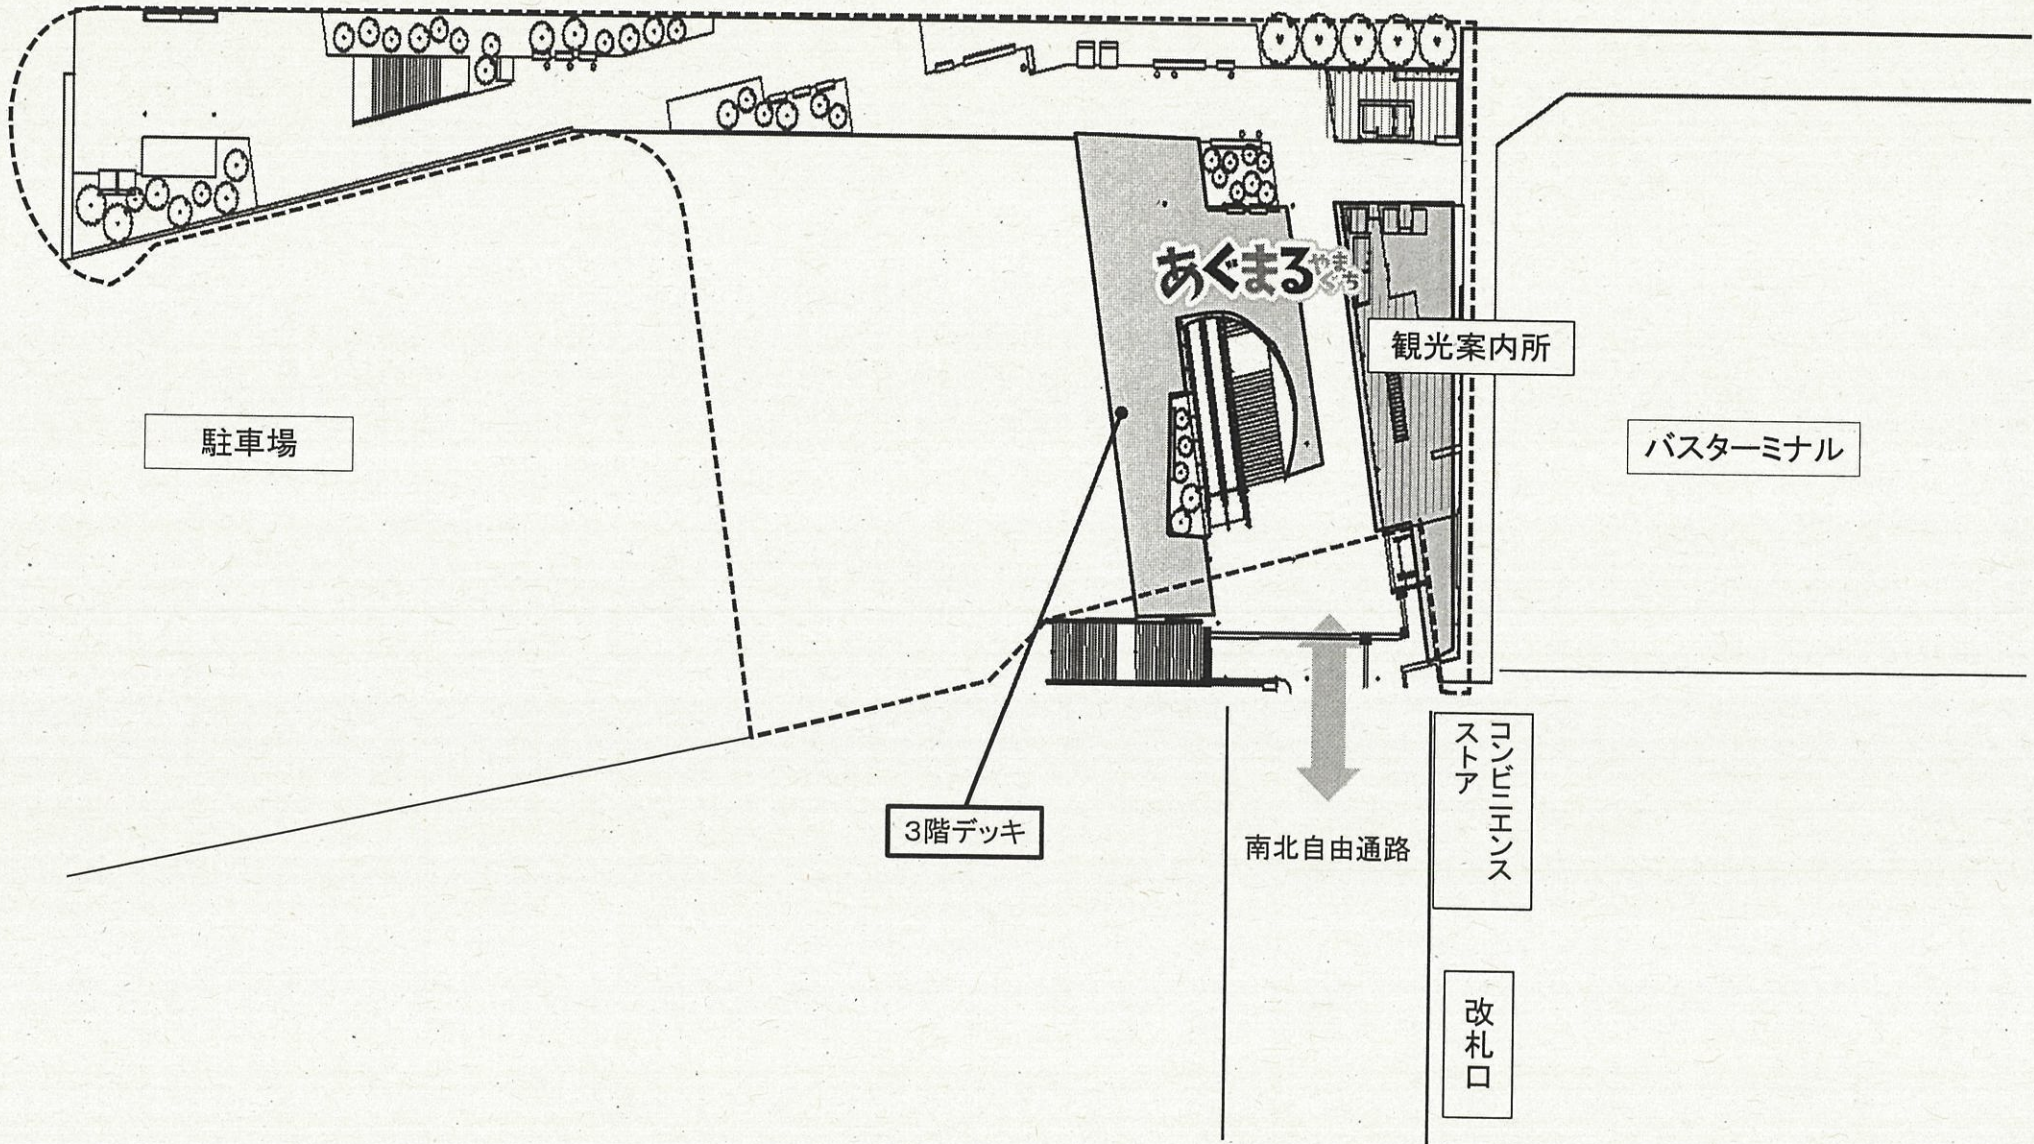 あぐまるやまぐち
観光案内所
駐車場
バスターミナル
3階デッキ
南北自由通路
コンビニエンス
ストア
改札口